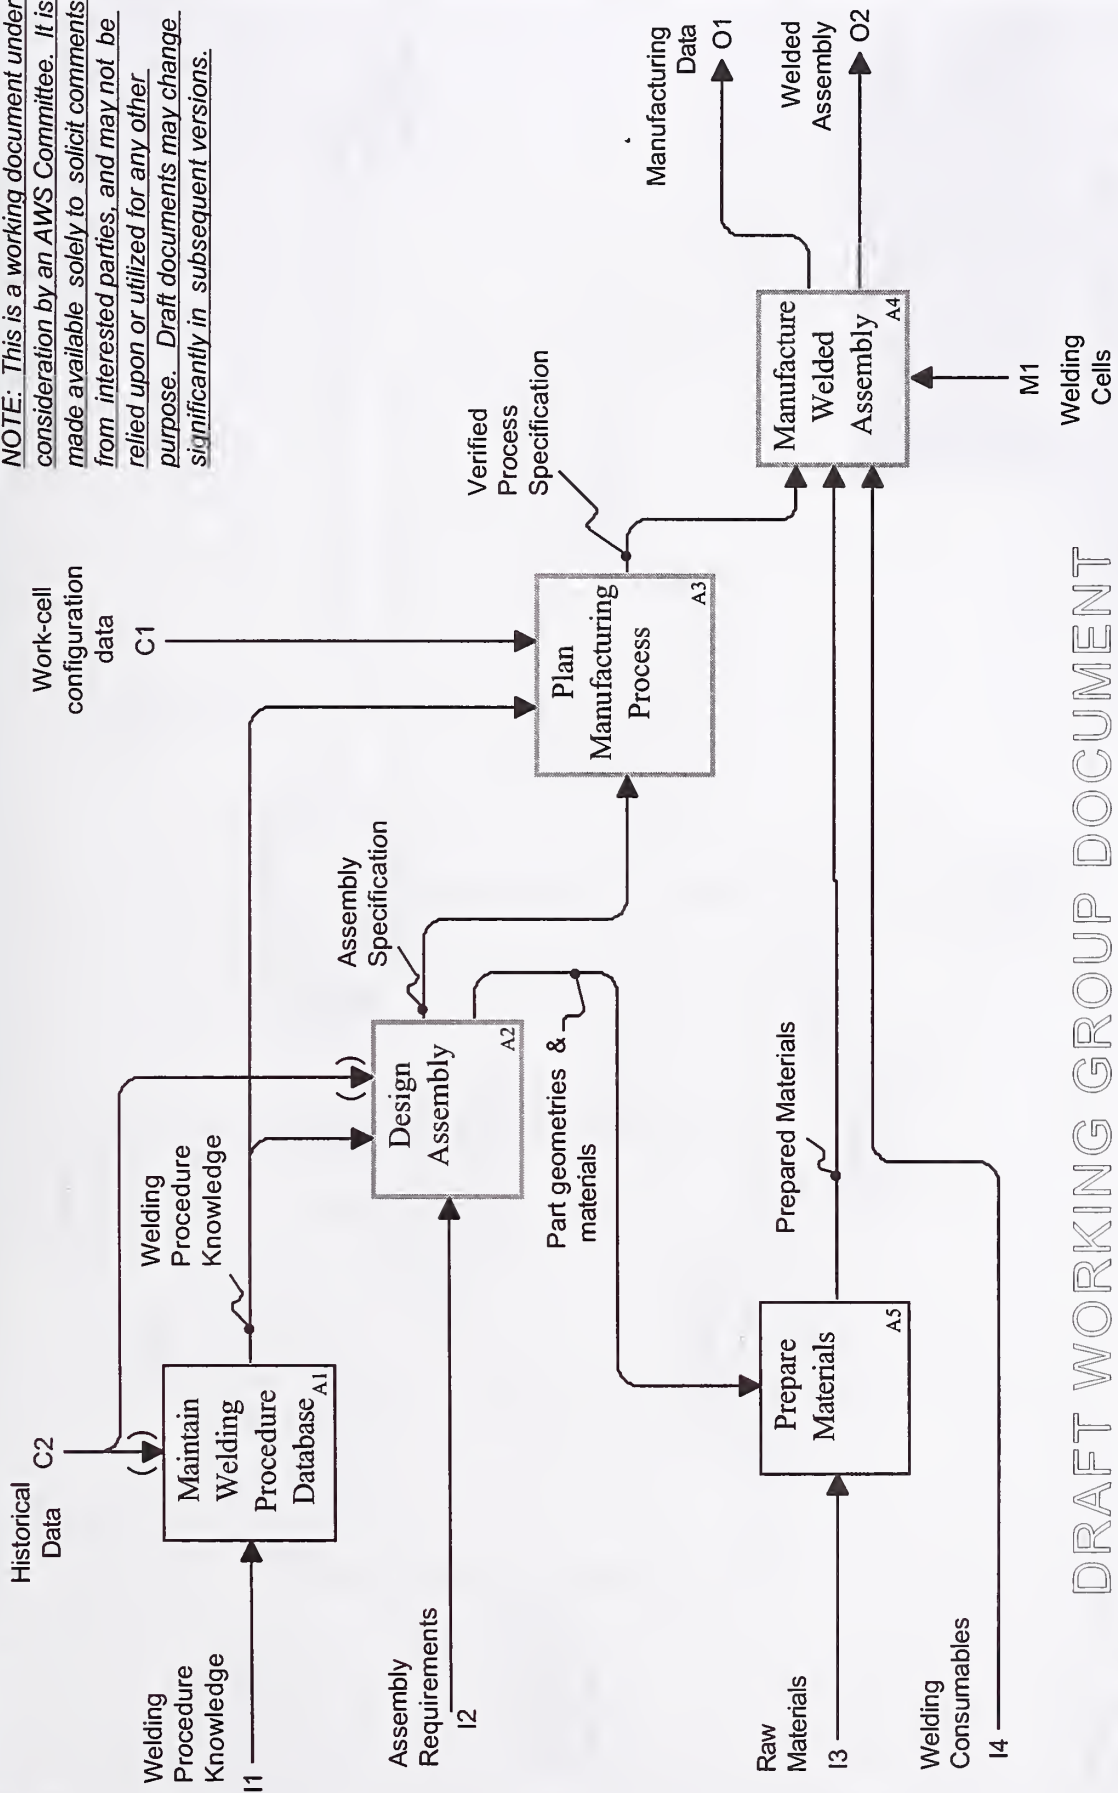 NOTE: This is a working document under
consideration by an AWS Committee. It is
made available solely to solicit comments
from interested parties, and may not be
relied upon or utilized for any other
purpose. Draft documents may change
significantly in subsequent versions.
Historical
Data
C2
Work-cell
configuration
data
C1
Welding
Procedure
Knowledge
I1
Maintain
Welding
Procedure
Database
A1
Welding
Procedure
Knowledge
Assembly
Requirements
I2
Design
Assembly
A2
Assembly
Specification
Part geometries &
materials
Plan
Manufacturing
Process
A3
Verified
Process
Specification
Raw
Materials
I3
Prepare
Materials
A5
Prepared Materials
Welding
Consumables
I4
Manufacture
Welded
Assembly
A4
Manufacturing
Data
O1
Welded
Assembly
O2
M1
Welding
Cells
DRAFT WORKING GROUP DOCUMENT